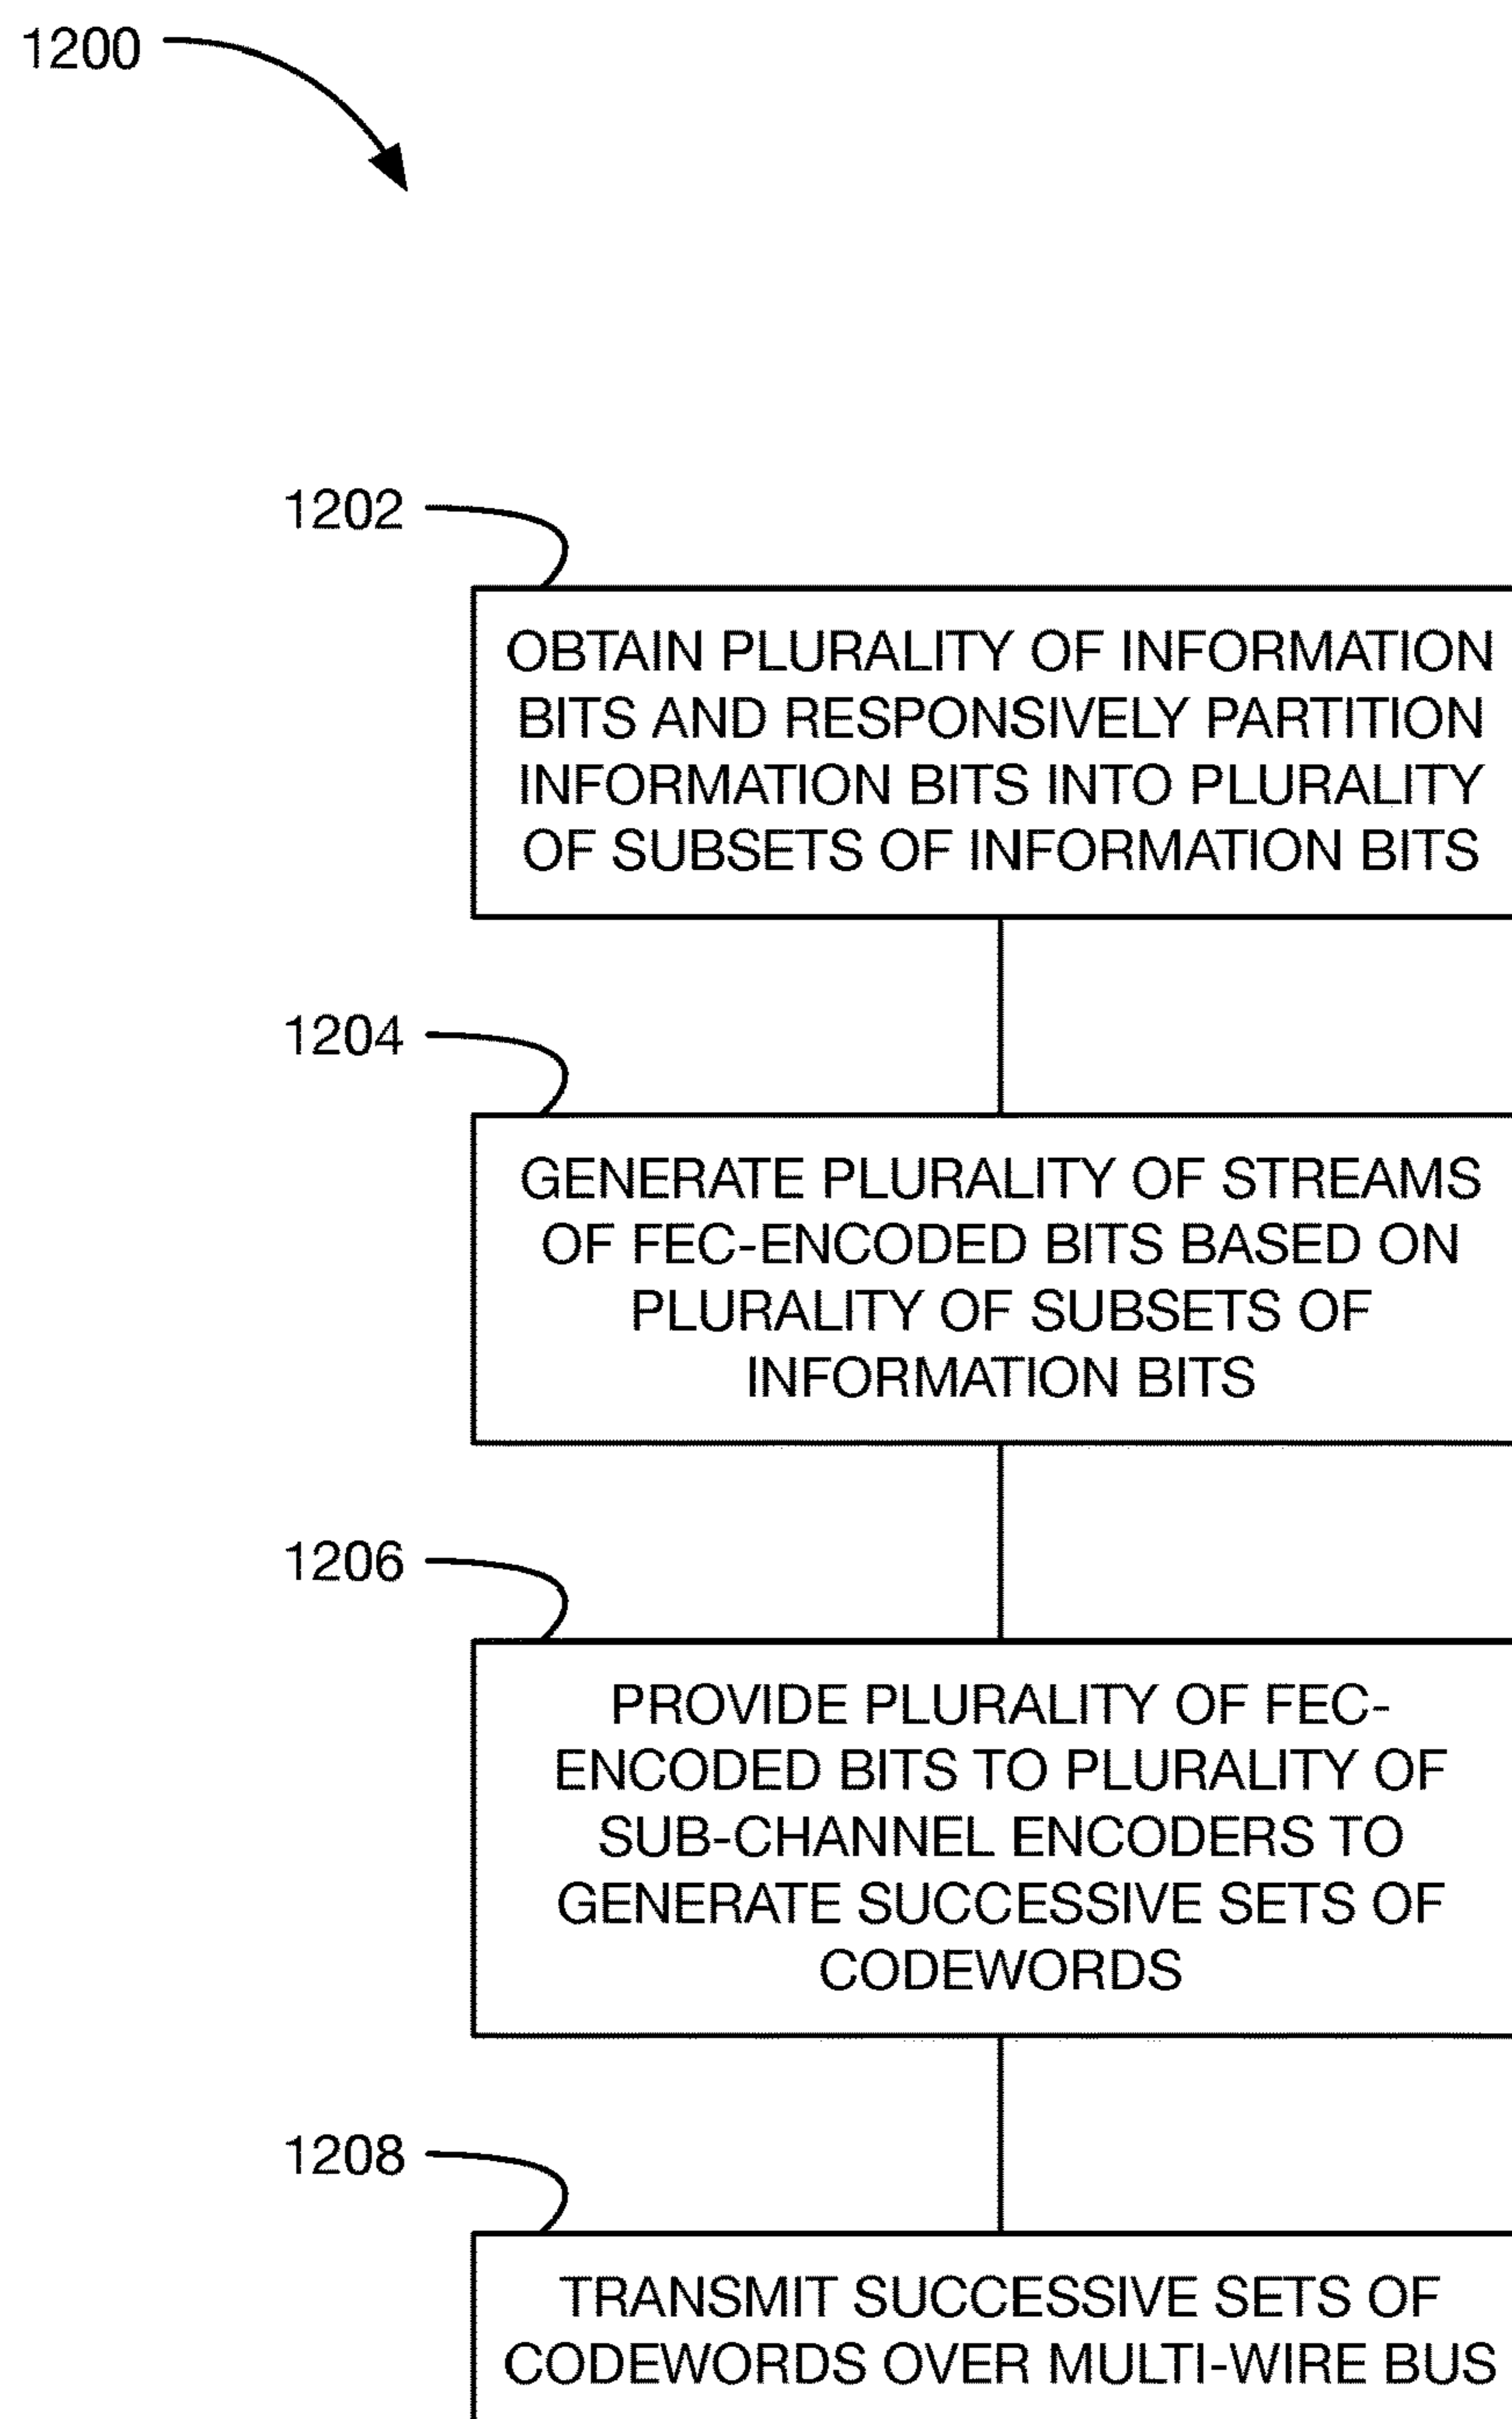 1200
1202
OBTAIN PLURALITY OF INFORMATION
BITS AND RESPONSIVELY PARTITION
INFORMATION BITS INTO PLURALITY
OF SUBSETS OF INFORMATION BITS
1204
GENERATE PLURALITY OF STREAMS
OF FEC-ENCODED BITS BASED ON
PLURALITY OF SUBSETS OF
INFORMATION BITS
1206
PROVIDE PLURALITY OF FEC-
ENCODED BITS TO PLURALITY OF
SUB-CHANNEL ENCODERS TO
GENERATE SUCCESSIVE SETS OF
CODEWORDS
1208
TRANSMIT SUCCESSIVE SETS OF
CODEWORDS OVER MULTI-WIRE BUS